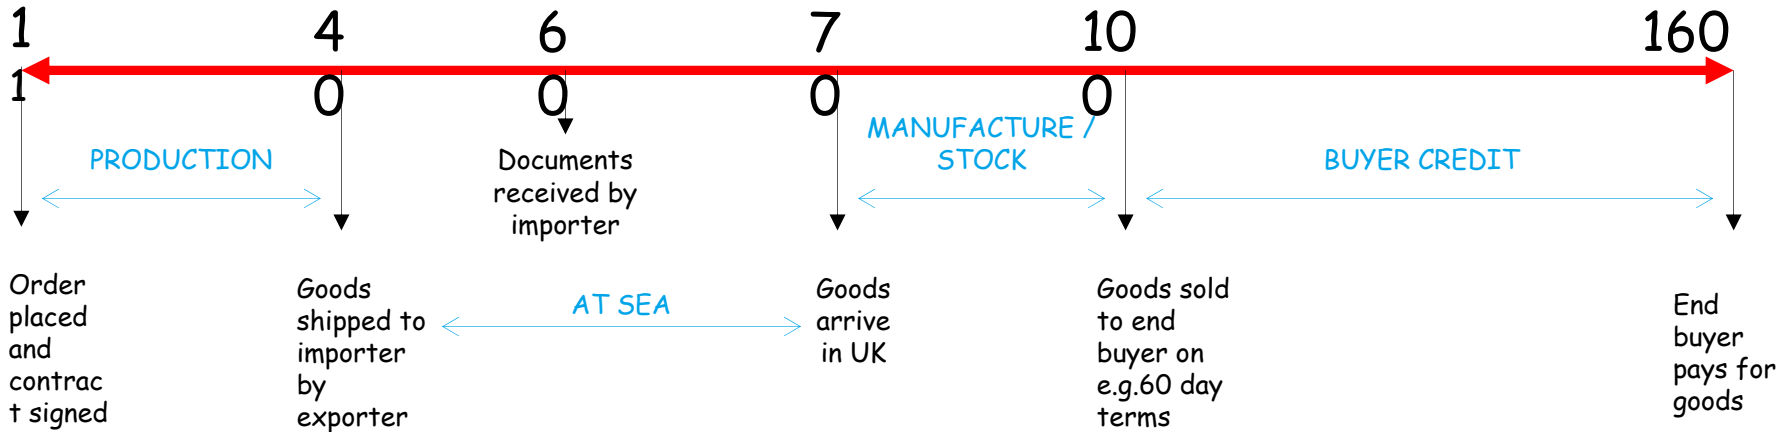 1
1
4
0
6
0
7
0
10
0
160
PRODUCTION
Documents
received by
importer
MANUFACTURE /
STOCK
BUYER CREDIT
Order
placed
and
contrac
t signed
Goods
shipped to
importer
by
exporter
AT SEA
Goods
arrive
in UK
Goods sold
to end
buyer on
e.g.60 day
terms
End
buyer
pays for
goods